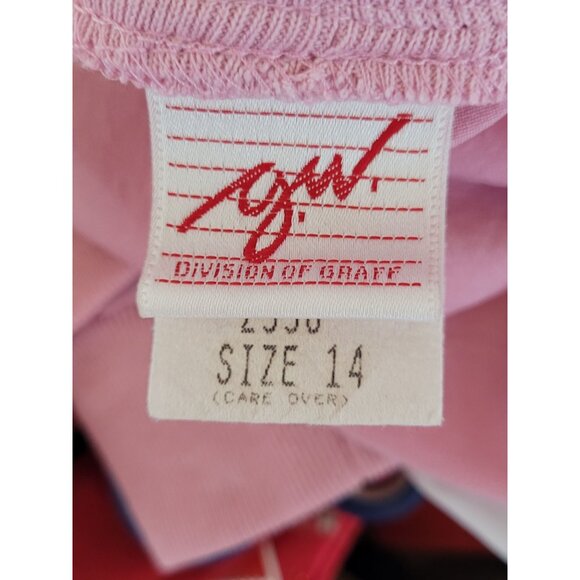 g.w.
DIVISION OF GRAFF
SIZE 14
(CARE OVER)